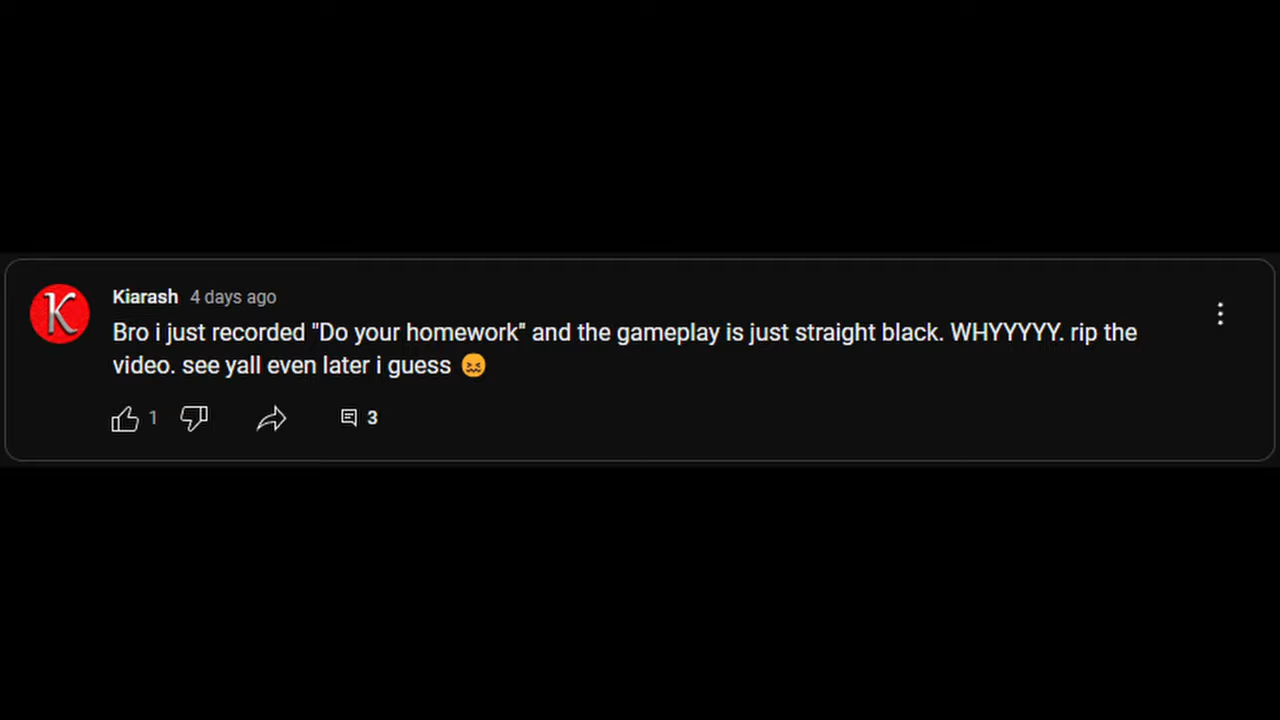 K
Kiarash 4 days ago
Bro i just recorded "Do your homework" and the gameplay is just straight black. WHYYYYY. rip the
video. see yall even later i guess 😖
1 3